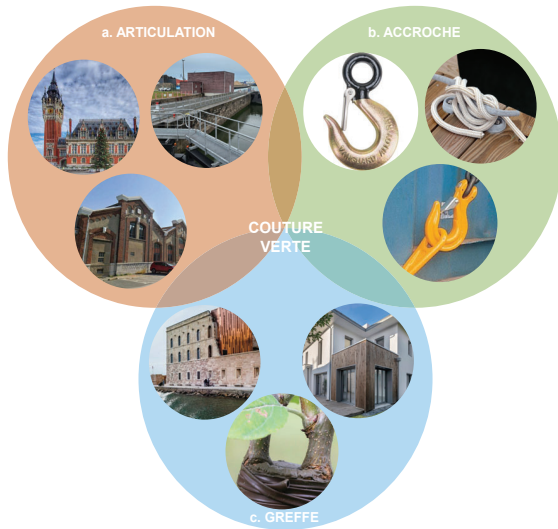 a. ARTICULATION
b. ACCROCHE
COUTURE
VERTE
c. GREFFE